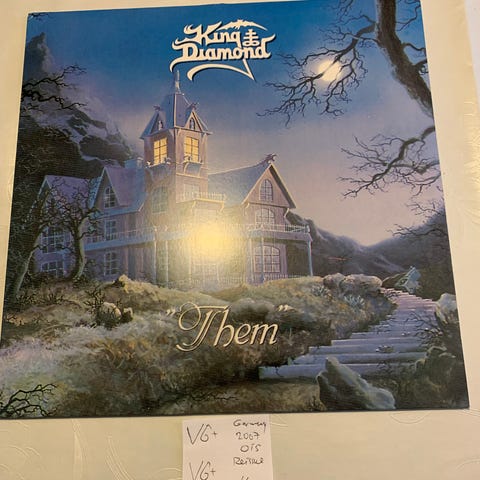 King
Diamond
"Them"
VG+ Germany
2007
OIS
VG+ Reissue